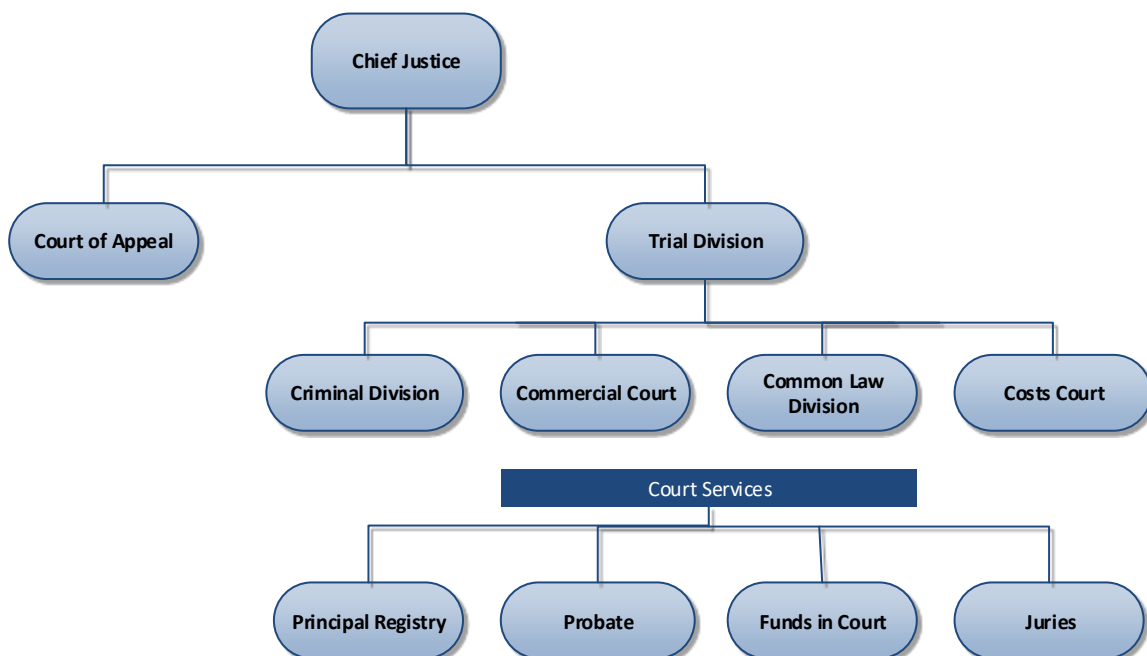 Chief Justice
Court of Appeal
Trial Division
Criminal Division
Commercial Court
Common Law
Division
Costs Court
Court Services
Principal Registry
Probate
Funds in Court
Juries